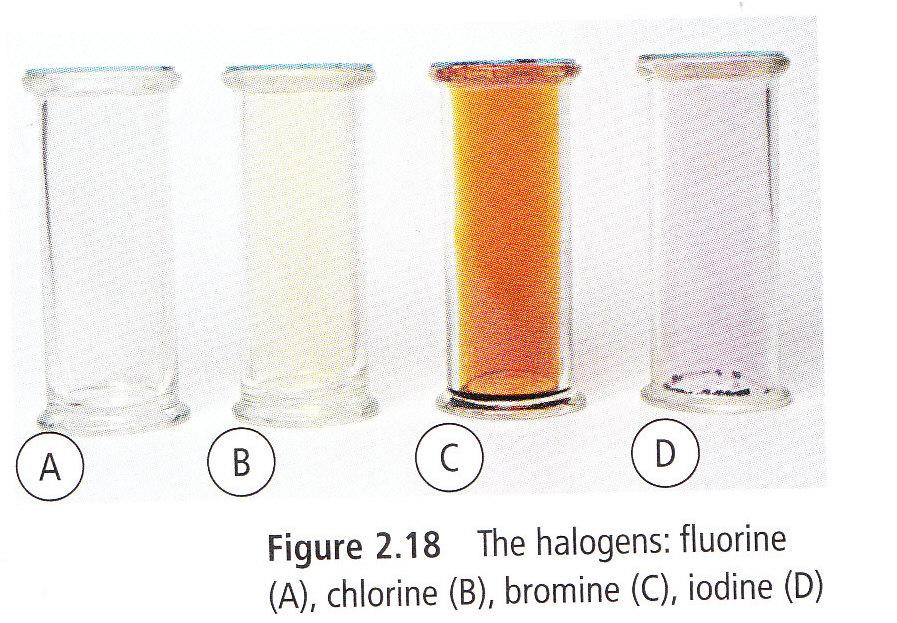 A
B
C
D
Figure 2.18 The halogens: fluorine
(A), chlorine (B), bromine (C), iodine (D)